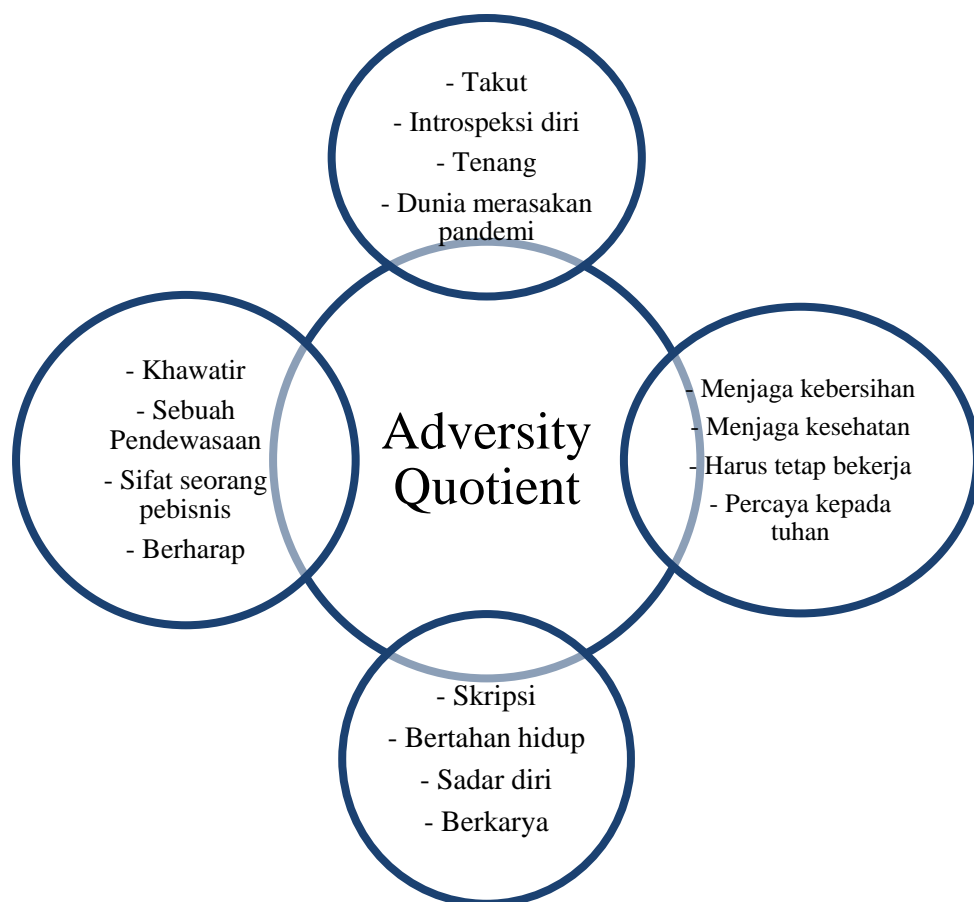 - Takut
- Introspeksi diri
- Tenang
- Dunia merasakan
pandemi
- Khawatir
- Sebuah
Pendewasaan
- Sifat seorang
pebisnis
- Berharap
Adversity
Quotient
- Menjaga kebersihan
- Menjaga kesehatan
- Harus tetap bekerja
- Percaya kepada
tuhan
- Skripsi
- Bertahan hidup
- Sadar diri
- Berkarya